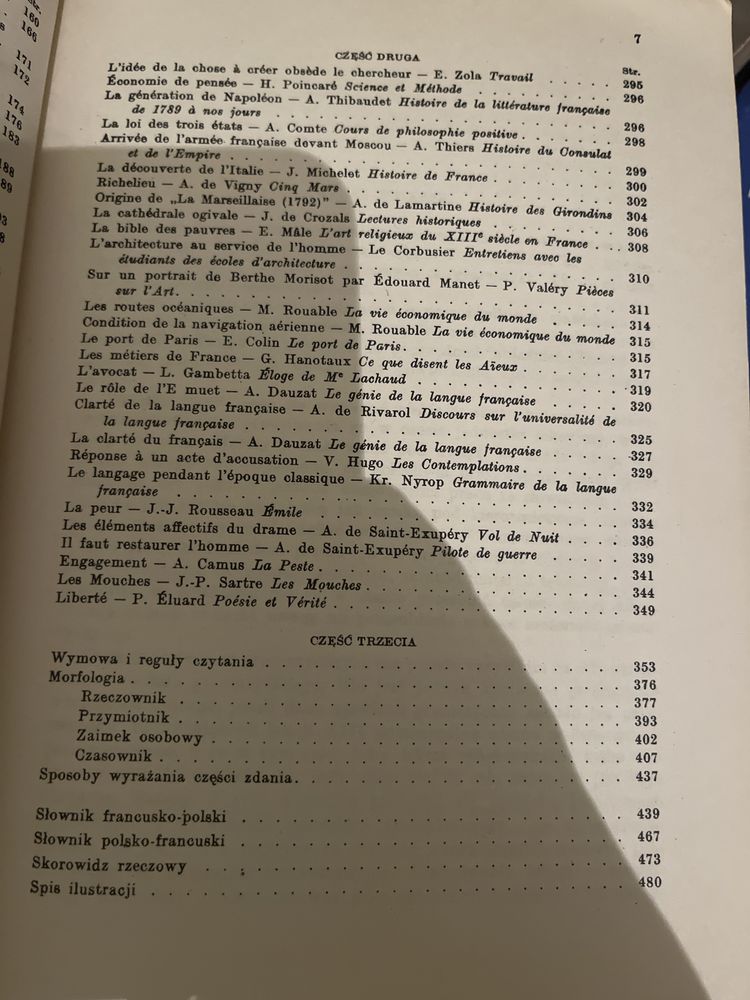 Str.
160
166
171
172
174
176
183
188
189
7
CZĘŚĆ DRUGA
Str.
L'idée de la chose à créer obsède le chercheur — E. Zola Travail . . . . . 295
Économie de pensée — H. Poincaré Science et Méthode . . . . . . . . . 296
La génération de Napoléon — A. Thibaudet Histoire de la littérature française
de 1789 à nos jours . . . . . . . . . . . . . . . . . . . . . . . . 296
La loi des trois états — A. Comte Cours de philosophie positive . . . . . . 298
Arrivée de l'armée française devant Moscou — A. Thiers Histoire du Consulat
et de l'Empire . . . . . . . . . . . . . . . . . . . . . . . . . . 299
La découverte de l'Italie — J. Michelet Histoire de France . . . . . . . . 300
Richelieu — A. de Vigny Cinq Mars . . . . . . . . . . . . . . . . . 302
Origine de „La Marseillaise (1792)" — A. de Lamartine Histoire des Girondins 304
La cathédrale ogivale — J. de Crozals Lectures historiques . . . . . . . . 306
La bible des pauvres — E. Mâle L'art religieux du XIIIe siècle en France . . . 308
L'architecture au service de l'homme — Le Corbusier Entretiens avec les
étudiants des écoles d'architecture . . . . . . . . . . . . . . . . . . 310
Sur un portrait de Berthe Morisot par Édouard Manet — P. Valéry Pièces
sur l'Art. . . . . . . . . . . . . . . . . . . . . . . . . . . . . 311
Les routes océaniques — M. Rouable La vie économique du monde . . . . . 314
Condition de la navigation aérienne — M. Rouable La vie économique du monde 315
Le port de Paris — E. Colin Le port de Paris. . . . . . . . . . . . . . 315
Les métiers de France — G. Hanotaux Ce que disent les Aïeux . . . . . . . 317
L'avocat — L. Gambetta Éloge de Me Lachaud . . . . . . . . . . . . . 319
Le rôle de l'E muet — A. Dauzat Le génie de la langue française . . . . . 320
Clarté de la langue française — A. de Rivarol Discours sur l'universalité de
la langue française . . . . . . . . . . . . . . . . . . . . . . . . 325
La clarté du français — A. Dauzat Le génie de la langue française . . . . . 327
Réponse à un acte d'accusation — V. Hugo Les Contemplations. . . . . . . 329
Le langage pendant l'époque classique — Kr. Nyrop Grammaire de la langue
française . . . . . . . . . . . . . . . . . . . . . . . . . . . . . 332
La peur — J.-J. Rousseau Émile . . . . . . . . . . . . . . . . . . . 334
Les éléments affectifs du drame — A. de Saint-Exupéry Vol de Nuit . . . . 336
Il faut restaurer l'homme — A. de Saint-Exupéry Pilote de guerre . . . . . 339
Engagement — A. Camus La Peste . . . . . . . . . . . . . . . . . . . 341
Les Mouches — J.-P. Sartre Les Mouches . . . . . . . . . . . . . . . . 344
Liberté — P. Éluard Poésie et Vérité . . . . . . . . . . . . . . . . . 349
CZĘŚĆ TRZECIA
Wymowa i reguły czytania . . . . . . . . . . . . . . . . . . . . 353
Morfologia . . . . . . . . . . . . . . . . . . . . . . . . . . . 376
Rzeczownik . . . . . . . . . . . . . . . . . . . . . . . . . 377
Przymiotnik . . . . . . . . . . . . . . . . . . . . . . . . . 393
Zaimek osobowy . . . . . . . . . . . . . . . . . . . . . . . 402
Czasownik . . . . . . . . . . . . . . . . . . . . . . . . . . 407
Sposoby wyrażania części zdania. . . . . . . . . . . . . . . . . . 437
Słownik francusko-polski . . . . . . . . . . . . . . . . . . . . . 439
Słownik polsko-francuski . . . . . . . . . . . . . . . . . . . . . 467
Skorowidz rzeczowy . . . . . . . . . . . . . . . . . . . . . . . 473
Spis ilustracji . . . . . . . . . . . . . . . . . . . . . . . . . 480